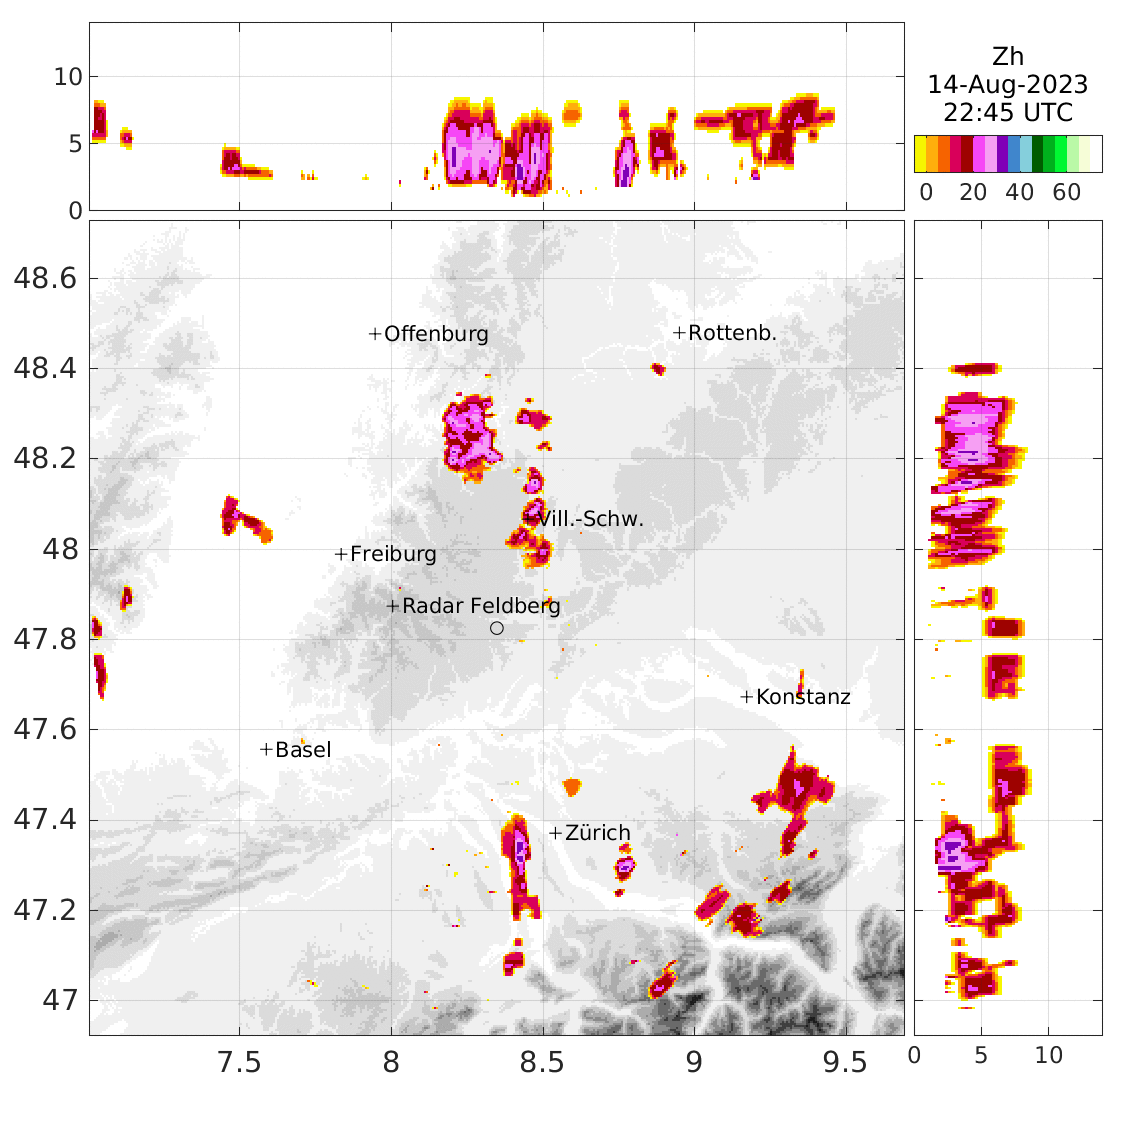 10
5
0
Zh
14-Aug-2023
22:45 UTC
0 20 40 60
48.6
48.4
48.2
48
47.8
47.6
47.4
47.2
47
+Offenburg
+Rottenb.
+Vill.-Schw.
+Freiburg
+Radar Feldberg
+Konstanz
+Basel
+Zürich
7.5 8 8.5 9 9.5
0 5 10